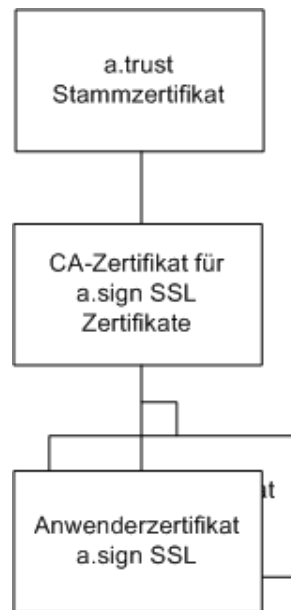 a.trust
Stammzertifikat
CA-Zertifikat für
a.sign SSL
Zertifikate
Anwenderzertifikat
a.sign SSL